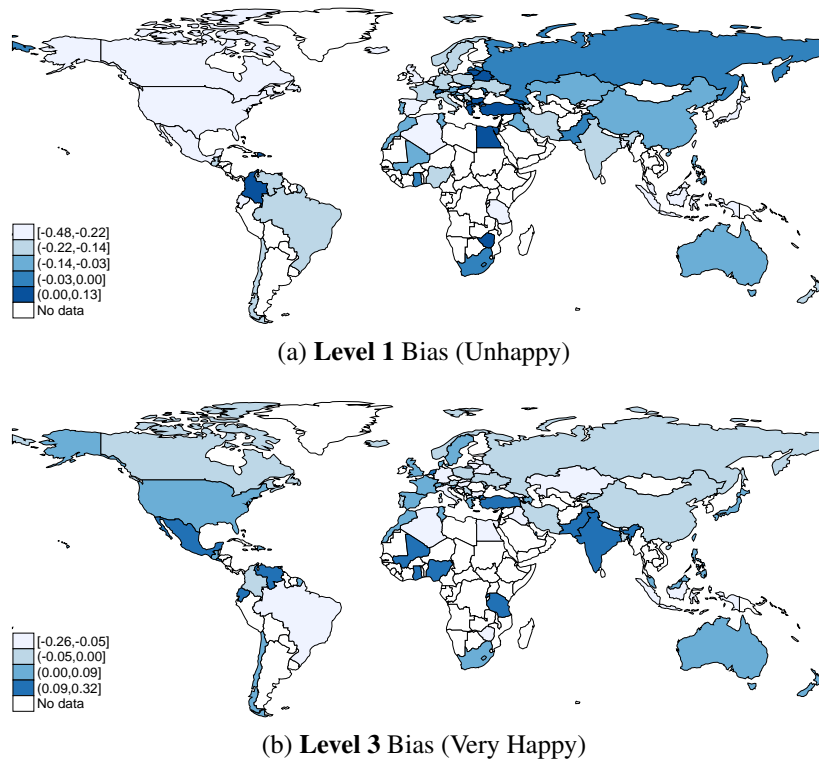 [-0.48,-0.22]
(-0.22,-0.14]
(-0.14,-0.03]
(-0.03,0.00]
(0.00,0.13]
No data
(a) Level 1 Bias (Unhappy)
[-0.26,-0.05]
(-0.05,0.00]
(0.00,0.09]
(0.09,0.32]
No data
(b) Level 3 Bias (Very Happy)